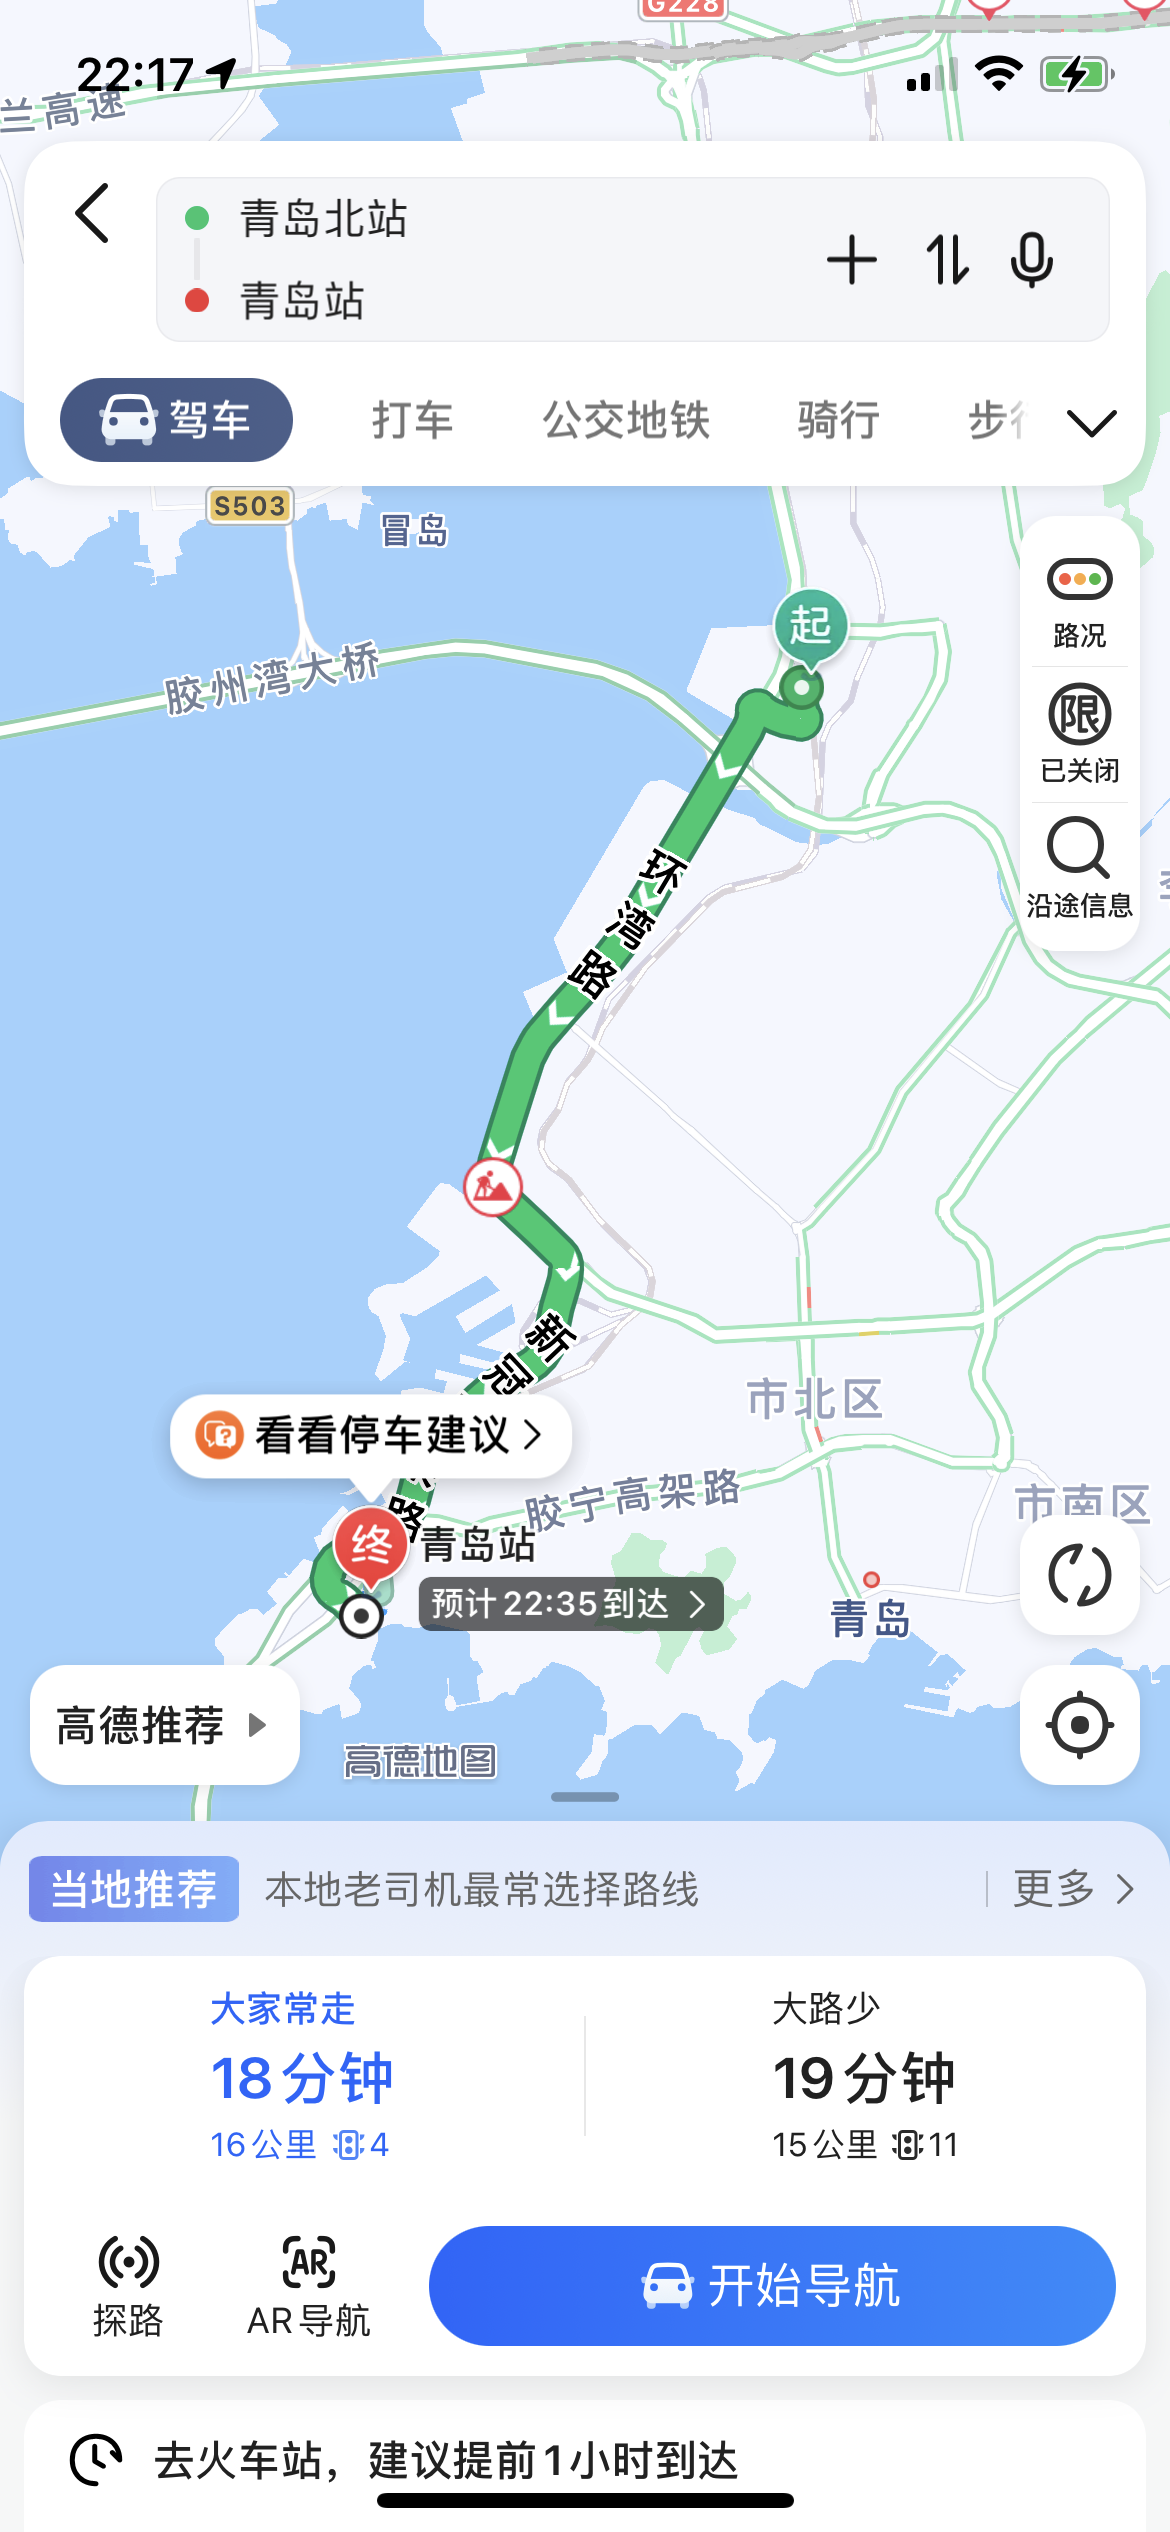 G228
22:17
兰高速
青岛北站
青岛站
驾车
打车
公交地铁
骑行
步行
S503
冒岛
胶州湾大桥
起
路况
限
已关闭
沿途信息
环湾路
新冠
看看停车建议
路
胶宁高架路
市北区
市南区
终
青岛站
预计22:35到达
青岛
高德推荐
高德地图
当地推荐
本地老司机最常选择路线
更多
大家常走
大路少
18分钟
19分钟
16公里 4
15公里 11
探路
AR
AR导航
开始导航
去火车站，建议提前1小时到达